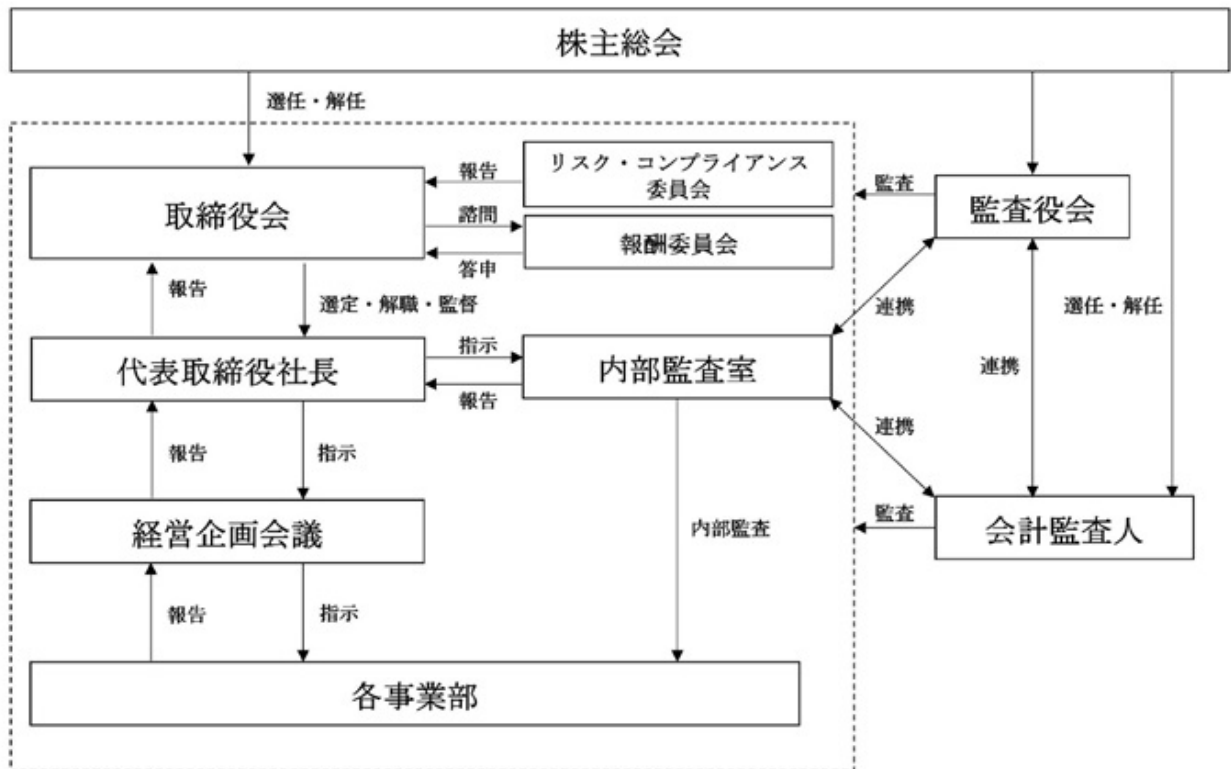 株主総会
選任・解任
リスク・コンプライアンス
委員会
報告
監査
取締役会
監査役会
諮問
報酬委員会
答申
報告
選定・解職・監督
連携
選任・解任
代表取締役社長
指示
内部監査室
報告
連携
連携
報告
指示
経営企画会議
内部監査
監査
会計監査人
報告
指示
各事業部